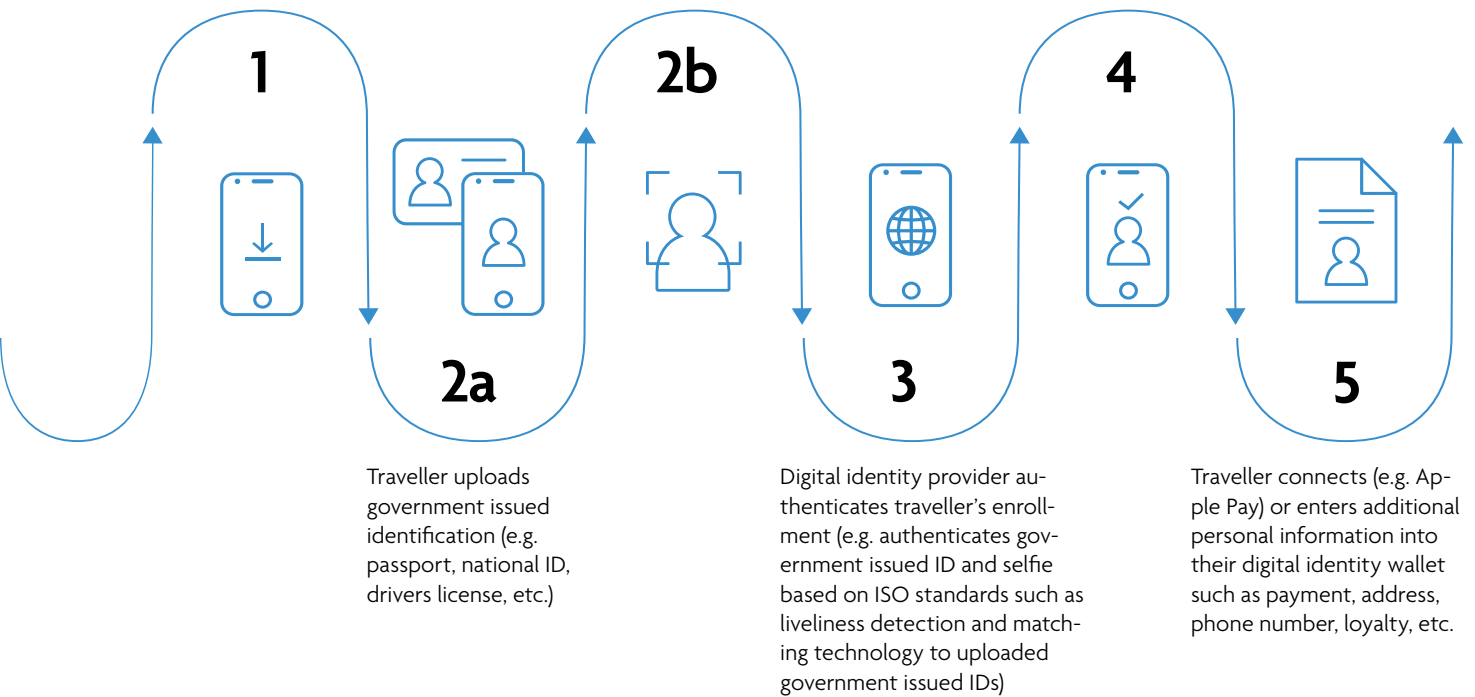 1
2b
4
2a
3
5
Traveller uploads
government issued
identification (e.g.
passport, national ID,
drivers license, etc.)
Digital identity provider au-
thenticates traveller's enroll-
ment (e.g. authenticates gov-
ernment issued ID and selfie
based on ISO standards such as
liveliness detection and match-
ing technology to uploaded
government issued IDs)
Traveller connects (e.g. Ap-
ple Pay) or enters additional
personal information into
their digital identity wallet
such as payment, address,
phone number, loyalty, etc.